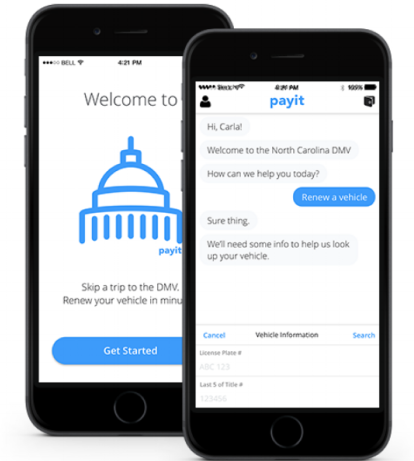 BELL 4:21 PM
Welcome to
payit
Skip a trip to the DMV.
Renew your vehicle in minu
Get Started
4:21 PM 100%
payit
Hi, Carla!
Welcome to the North Carolina DMV
How can we help you today?
Renew a vehicle
Sure thing.
We'll need some info to help us look
up your vehicle.
Cancel Vehicle Information Search
License Plate #
ABC 123
Last 5 of Title #
123456